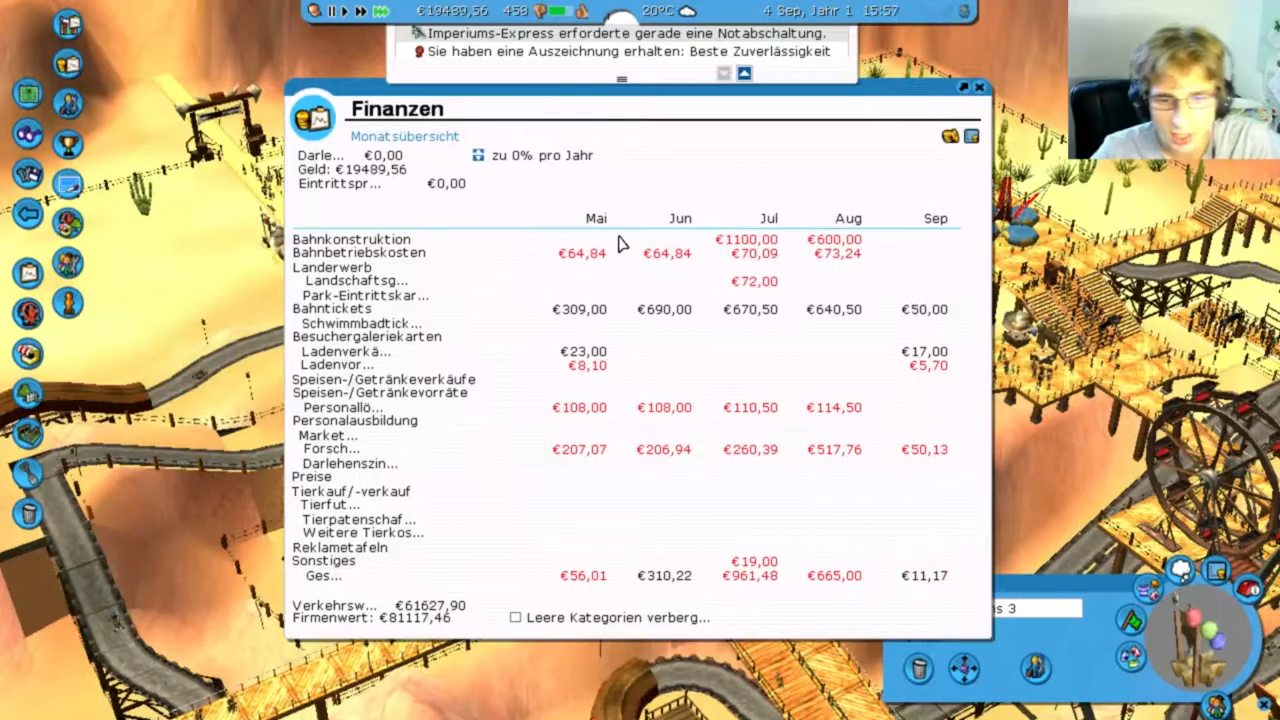 €19489,56 458 20°C 4 Sep, Jahr 1 15:57
Imperiums-Express erforderte gerade eine Notabschaltung.
Sie haben eine Auszeichnung erhalten: Beste Zuverlässigkeit
Finanzen
Monatsübersicht
Darle... €0,00 zu 0% pro Jahr
Geld: €19489,56
Eintrittspr... €0,00
Mai Jun Jul Aug Sep
Bahnkonstruktion €1100,00 €600,00
Bahnbetriebskosten €64,84 €64,84 €70,09 €73,24
Landerwerb
Landschaftsg... €72,00
Park-Eintrittskar...
Bahntickets €309,00 €690,00 €670,50 €640,50 €50,00
Schwimmbadtick...
Besuchergaleriekarten
Ladenverkä... €23,00 €17,00
Ladenvor... €8,10 €5,70
Speisen-/Getränkeverkäufe
Speisen-/Getränkevorräte
Personallö... €108,00 €108,00 €110,50 €114,50
Personalausbildung
Market...
Forsch... €207,07 €206,94 €260,39 €517,76 €50,13
Darlehenszin...
Preise
Tierkauf/-verkauf
Tierfut...
Tierpatenschaf...
Weitere Tierkos...
Reklametafeln
Sonstiges €19,00
Ges... €56,01 €310,22 €961,48 €665,00 €11,17
Verkehrsw... €61627,90
Firmenwert: €81117,46
Leere Kategorien verberg...
s 3